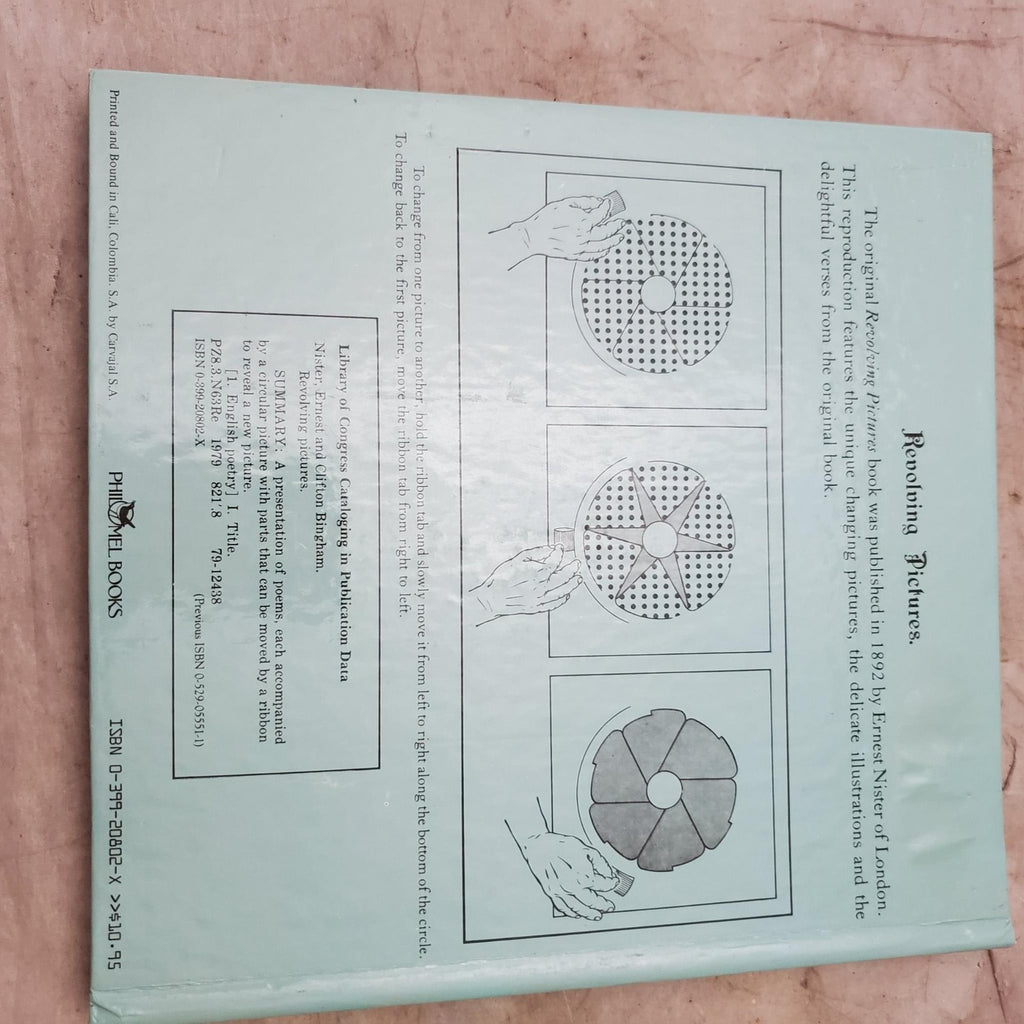 Revolving Pictures.
The original Revolving Pictures book was published in 1892 by Ernest Nister of London.
This reproduction features the unique changing pictures, the delicate illustrations and the
delightful verses from the original book.
To change from one picture to another, hold the ribbon tab and slowly move it from left to right along the bottom of the circle.
To change back to the first picture, move the ribbon tab from right to left.
Library of Congress Cataloging in Publication Data
Nister, Ernest and Clifton Bingham.
Revolving pictures.
SUMMARY: A presentation of poems, each accompanied
by a circular picture with parts that can be moved by a ribbon
to reveal a new picture.
[1. English poetry] I. Title.
PZ8.3.N63Re 1979 821'.8 79-12438
ISBN 0-399-20802-X (Previous ISBN 0-529-05551-1)
Printed and Bound in Cali, Colombia. S.A. by Carvajal S.A.
PHILOMEL BOOKS
ISBN 0-399-20802-X >>$10.95